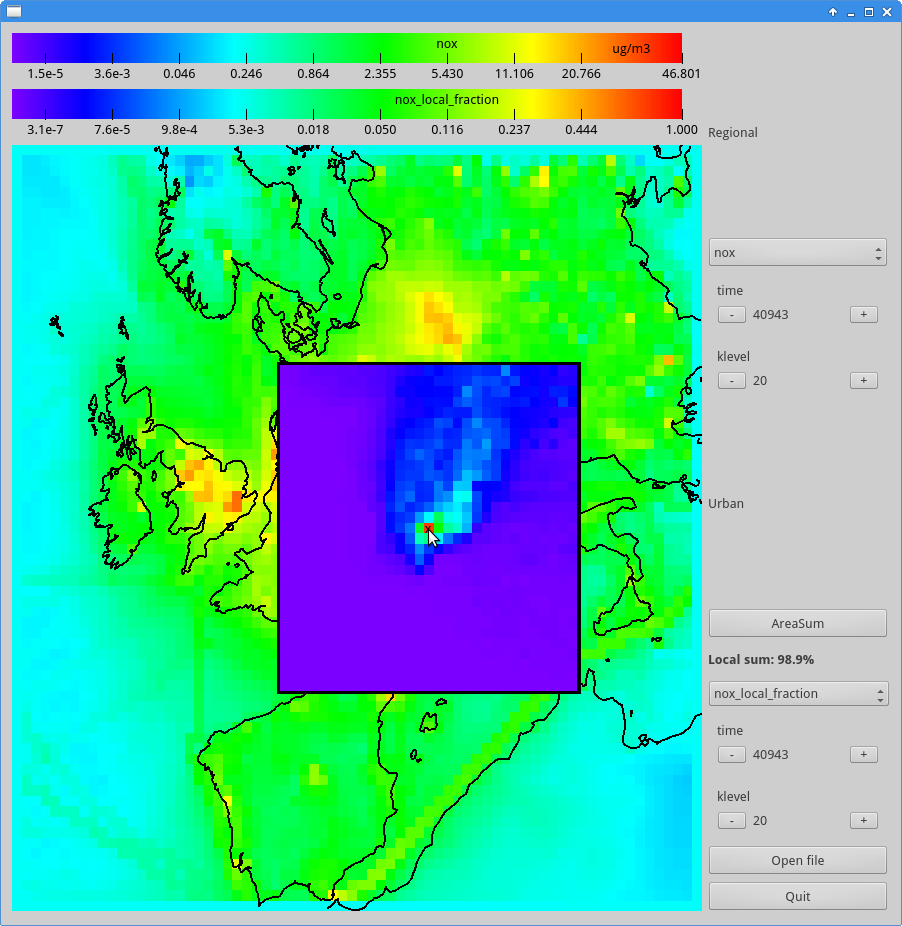 nox
ug/m3
1.5e-5 3.6e-3 0.046 0.246 0.864 2.355 5.430 11.106 20.766 46.801
nox_local_fraction
3.1e-7 7.6e-5 9.8e-4 5.3e-3 0.018 0.050 0.116 0.237 0.444 1.000
Regional
nox
time
- 40943 +
klevel
- 20 +
Urban
AreaSum
Local sum: 98.9%
nox_local_fraction
time
- 40943 +
klevel
- 20 +
Open file
Quit